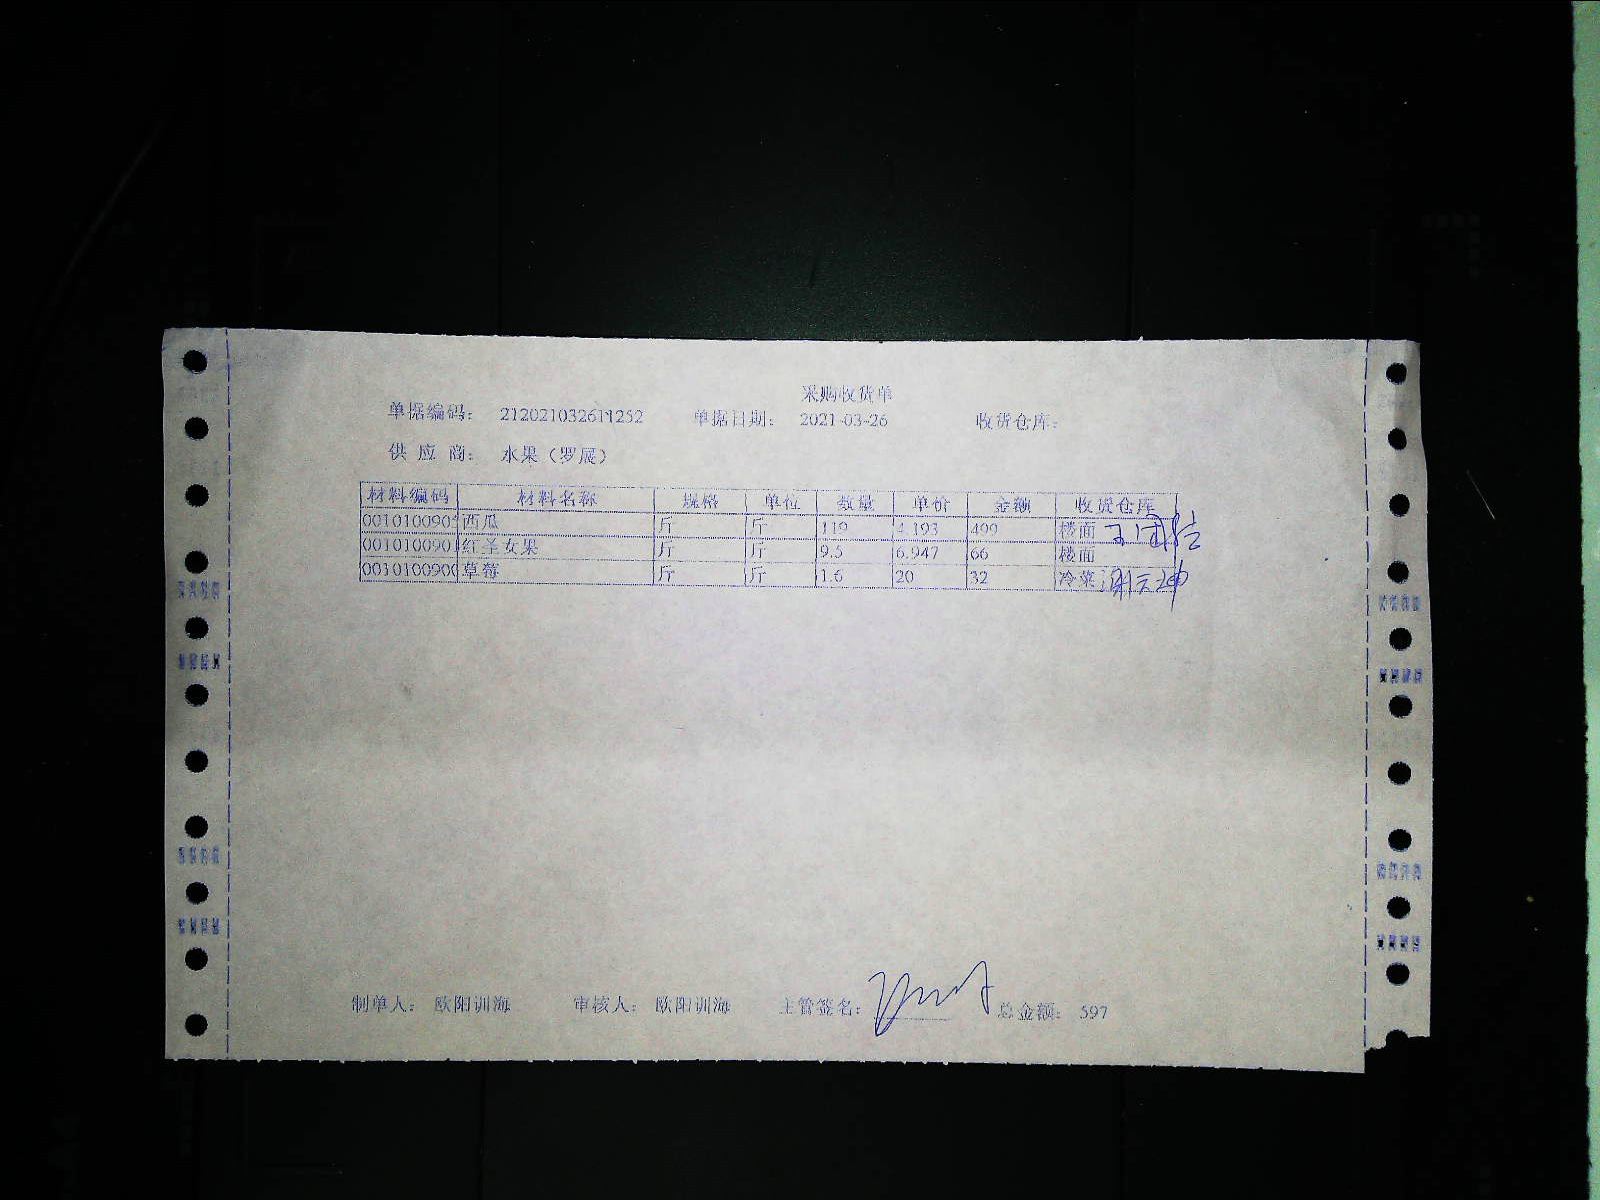 采购收货单
单据编码： 212021032611252 单据日期： 2021-03-26 收货仓库：
供 应 商： 水果（罗展）
材料编码 材料名称 规格 单位 数量 单价 金额 收货仓库
001010090 西瓜 斤 斤 119 4.193 499 楼面
001010090 红圣女果 斤 斤 9.5 6.947 66 楼面
001010090 草莓 斤 斤 1.6 20 32 冷菜
制单人： 欧阳训海 审核人： 欧阳训海 主管签名： 总金额： 597